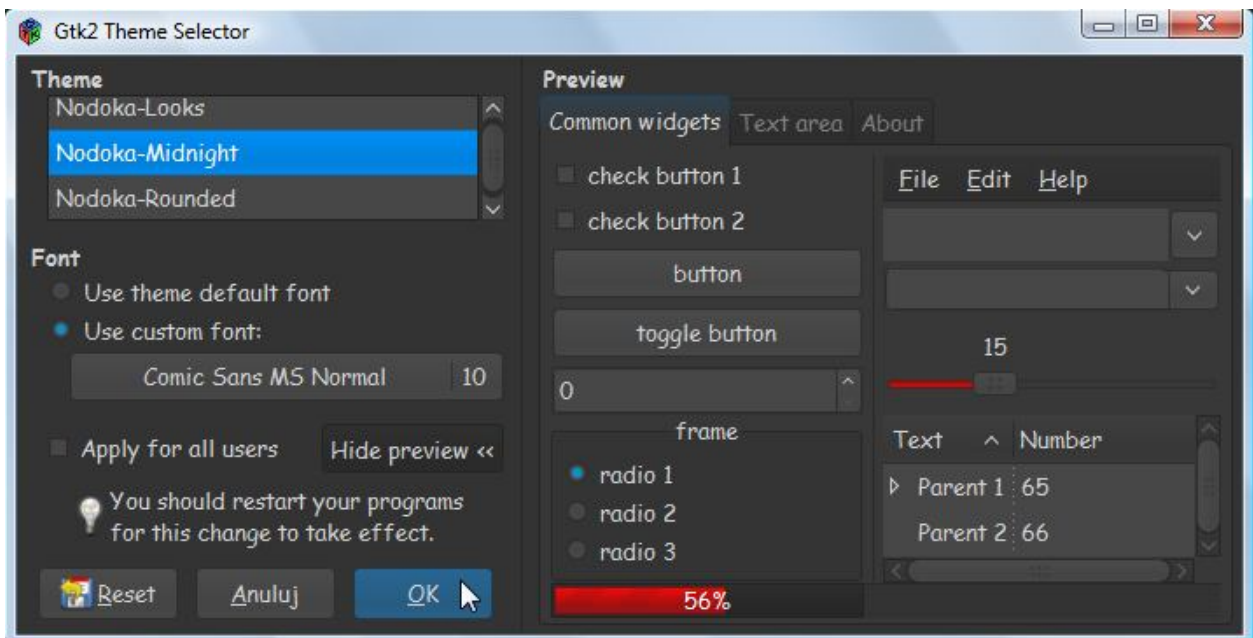 Gtk2 Theme Selector
Theme
Nodoka-Looks
Nodoka-Midnight
Nodoka-Rounded
Font
Use theme default font
Use custom font:
Comic Sans MS Normal 10
Apply for all users
Hide preview <<
You should restart your programs
for this change to take effect.
Reset Anuluj OK
Preview
Common widgets Text area About
check button 1
check button 2
button
toggle button
0
frame
radio 1
radio 2
radio 3
File Edit Help
15
Text Number
Parent 1 65
Parent 2 66
56%